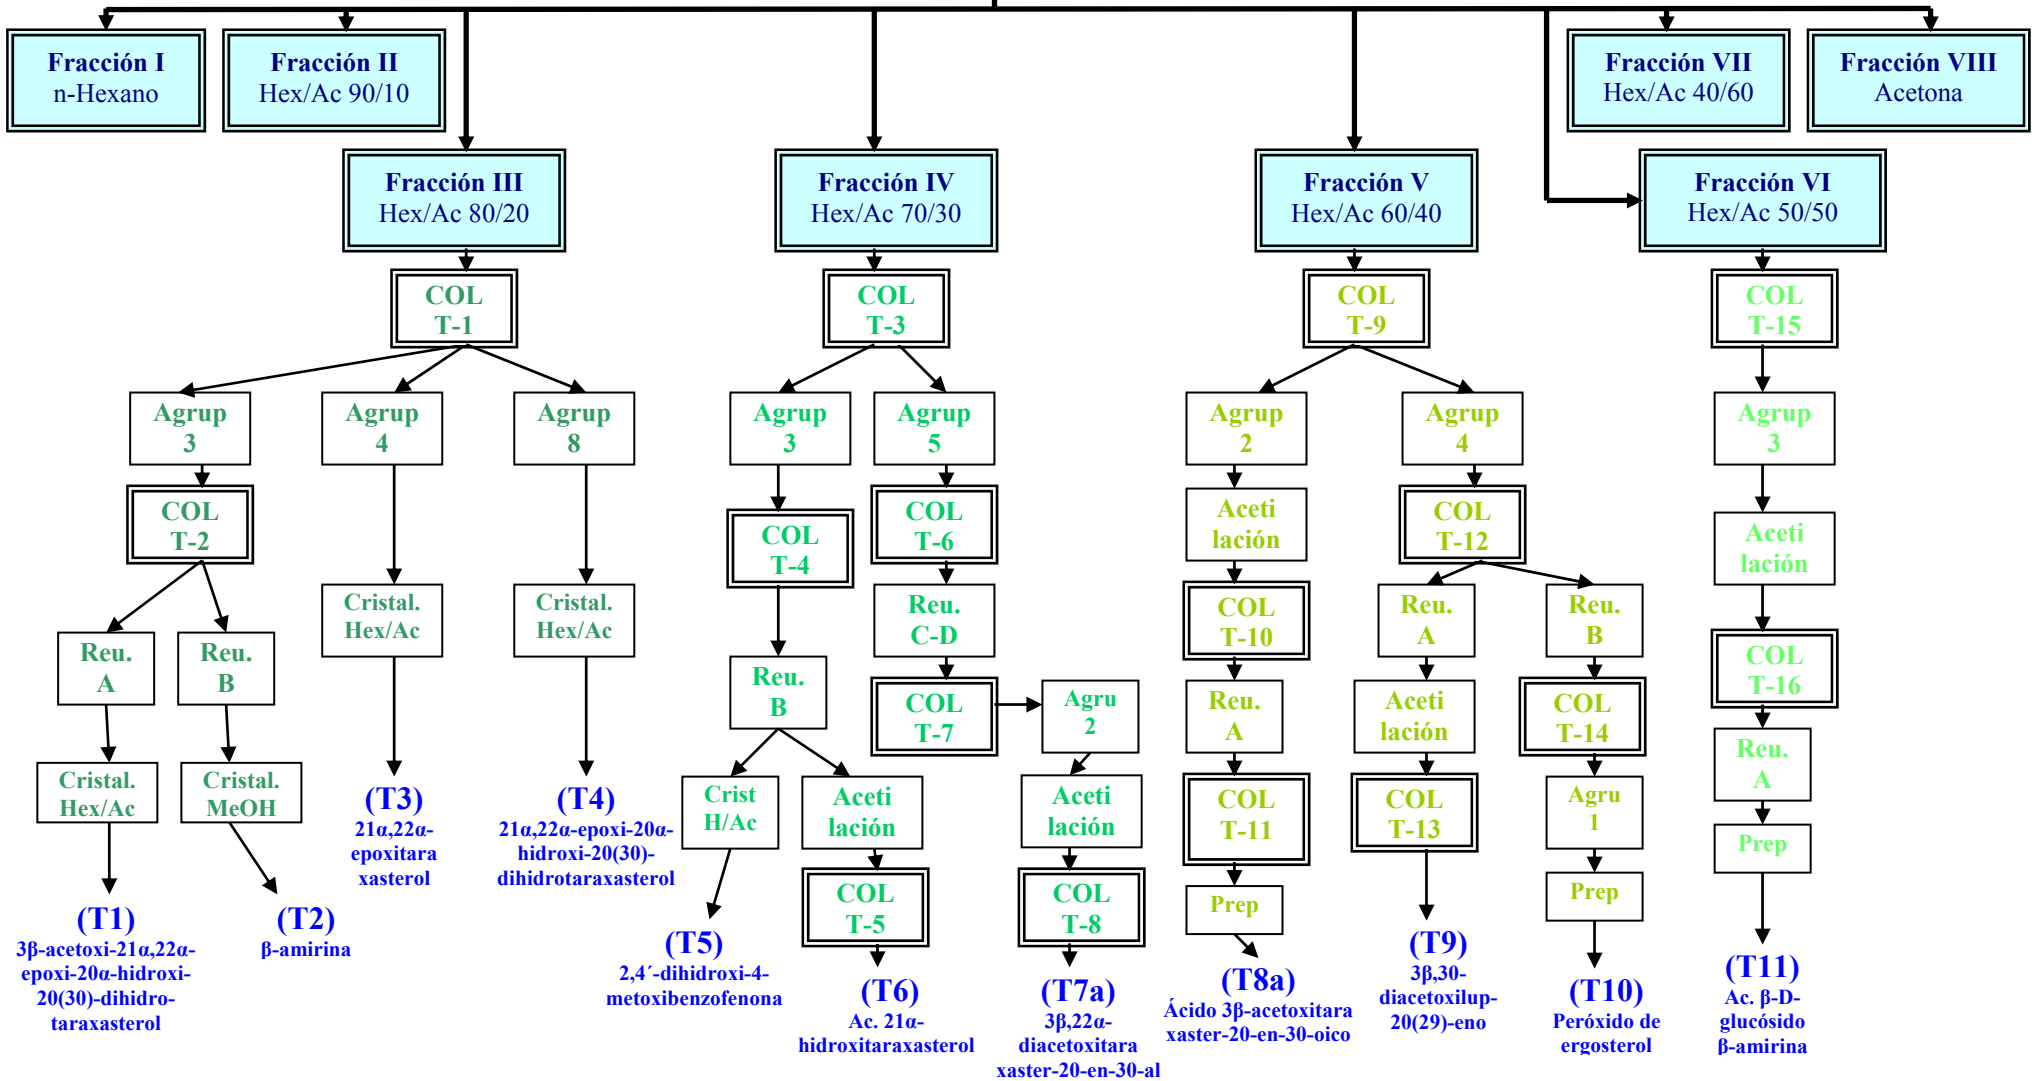 Fracción I
n-Hexano
Fracción II
Hex/Ac 90/10
Fracción VII
Hex/Ac 40/60
Fracción VIII
Acetona
Fracción III
Hex/Ac 80/20
Fracción IV
Hex/Ac 70/30
Fracción V
Hex/Ac 60/40
Fracción VI
Hex/Ac 50/50
COL
T-1
COL
T-3
COL
T-9
COL
T-15
Agrup
3
Agrup
4
Agrup
8
Agrup
3
Agrup
5
Agrup
2
Agrup
4
Agrup
3
COL
T-2
COL
T-4
COL
T-6
Aceti
lación
COL
T-12
Aceti
lación
Cristal.
Hex/Ac
Cristal.
Hex/Ac
Reu.
C-D
COL
T-10
Reu.
A
Reu.
B
Reu.
A
Reu.
B
Reu.
B
COL
T-7
Agru
2
Reu.
A
Aceti
lación
COL
T-14
COL
T-16
Cristal.
Hex/Ac
Cristal.
MeOH
Crist
H/Ac
Aceti
lación
Aceti
lación
COL
T-11
COL
T-13
Agru
1
Reu.
A
COL
T-5
COL
T-8
Prep
Prep
Prep
(T1)
3β-acetoxi-21α,22α-
epoxi-20α-hidroxi-
20(30)-dihidro-
taraxasterol
(T2)
β-amirina
(T3)
21α,22α-
epoxitara
xasterol
(T4)
21α,22α-epoxi-20α-
hidroxi-20(30)-
dihidrotaraxasterol
(T5)
2,4´-dihidroxi-4-
metoxibenzofenona
(T6)
Ac. 21α-
hidroxitaraxasterol
(T7a)
3β,22α-
diacetoxitara
xaster-20-en-30-al
(T8a)
Ácido 3β-acetoxitara
xaster-20-en-30-oico
(T9)
3β,30-
diacetoxilup-
20(29)-eno
(T10)
Peróxido de
ergosterol
(T11)
Ac. β-D-
glucósido
β-amirina